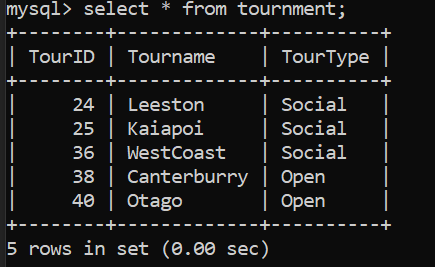 mysql> select * from tournment;
+--------+-------------+----------+
| TourID | Tourname    | TourType |
+--------+-------------+----------+
|     24 | Leeston     | Social   |
|     25 | Kaiapoi     | Social   |
|     36 | WestCoast   | Social   |
|     38 | Canterburry | Open     |
|     40 | Otago       | Open     |
+--------+-------------+----------+
5 rows in set (0.00 sec)